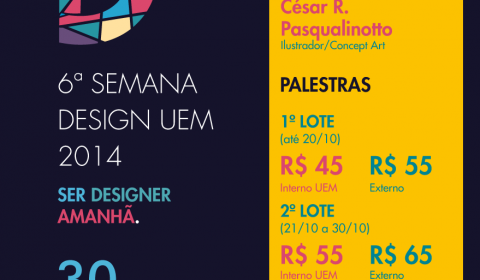 6ª SEMANA
DESIGN UEM
2014
SER DESIGNER
AMANHÃ.
30
César R.
Pasqualinotto
Ilustrador/Concept Art
PALESTRAS
1º LOTE
(até 20/10)
R$ 45 R$ 55
Interno UEM Externo
2º LOTE
(21/10 a 30/10)
R$ 55 R$ 65
Interno UEM Externo